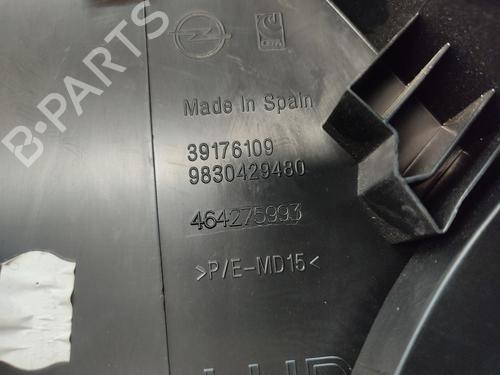 B-PARTS
Made In Spain
39176109
9830429480
464275993
>P/E-MD15<